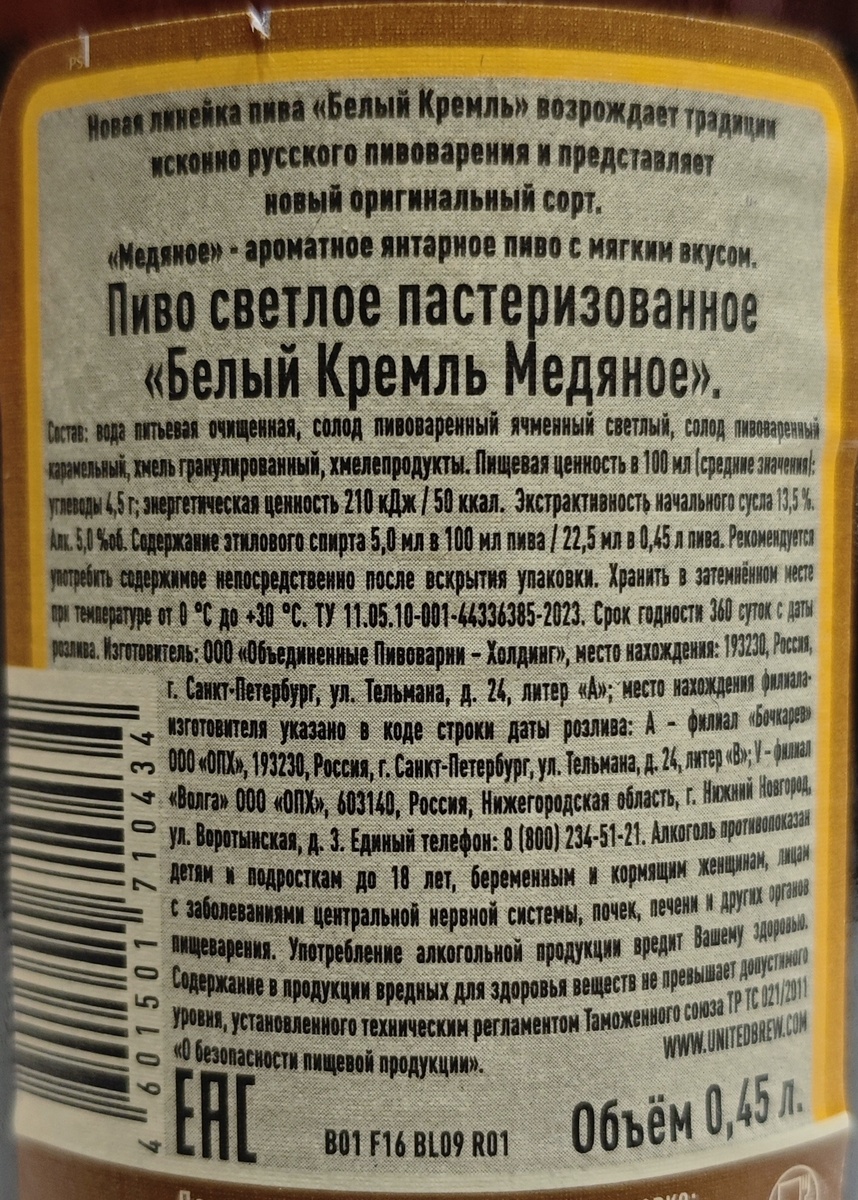 Новая линейка пива «Белый Кремль» возрождает традиции
исконно русского пивоварения и представляет
новый оригинальный сорт.
«Медяное» - ароматное янтарное пиво с мягким вкусом.
Пиво светлое пастеризованное
«Белый Кремль Медяное».
Состав: вода питьевая очищенная, солод пивоваренный ячменный светлый, солод пивоваренный
карамельный, хмель гранулированный, хмелепродукты. Пищевая ценность в 100 мл (средние значения):
углеводы 4,5 г; энергетическая ценность 210 кДж / 50 ккал. Экстрактивность начального сусла 13,5 %.
Алк. 5,0 %об. Содержание этилового спирта 5,0 мл в 100 мл пива / 22,5 мл в 0,45 л пива. Рекомендуется
употребить содержимое непосредственно после вскрытия упаковки. Хранить в затемнённом месте
при температуре от 0 °С до +30 °С. ТУ 11.05.10-001-44336385-2023. Срок годности 360 суток с даты
розлива. Изготовитель: ООО «Объединенные Пивоварни – Холдинг», место нахождения: 193230, Россия,
г. Санкт-Петербург, ул. Тельмана, д. 24, литер «А»; место нахождения филиала-
изготовителя указано в коде строки даты розлива: А – филиал «Бочкарев»
ООО «ОПХ», 193230, Россия, г. Санкт-Петербург, ул. Тельмана, д. 24, литер «В»; V – филиал
«Волга» ООО «ОПХ», 603140, Россия, Нижегородская область, г. Нижний Новгород,
ул. Воротынская, д. 3. Единый телефон: 8 (800) 234-51-21. Алкоголь противопоказан
детям и подросткам до 18 лет, беременным и кормящим женщинам, лицам
с заболеваниями центральной нервной системы, почек, печени и других органов
пищеварения. Употребление алкогольной продукции вредит Вашему здоровью.
Содержание в продукции вредных для здоровья веществ не превышает допустимого
уровня, установленного техническим регламентом Таможенного союза ТР ТС 021/2011
«О безопасности пищевой продукции».
WWW.UNITEDBREW.COM
4 601501 710434
EAC
B01 F16 BL09 R01
Объём 0,45 л.